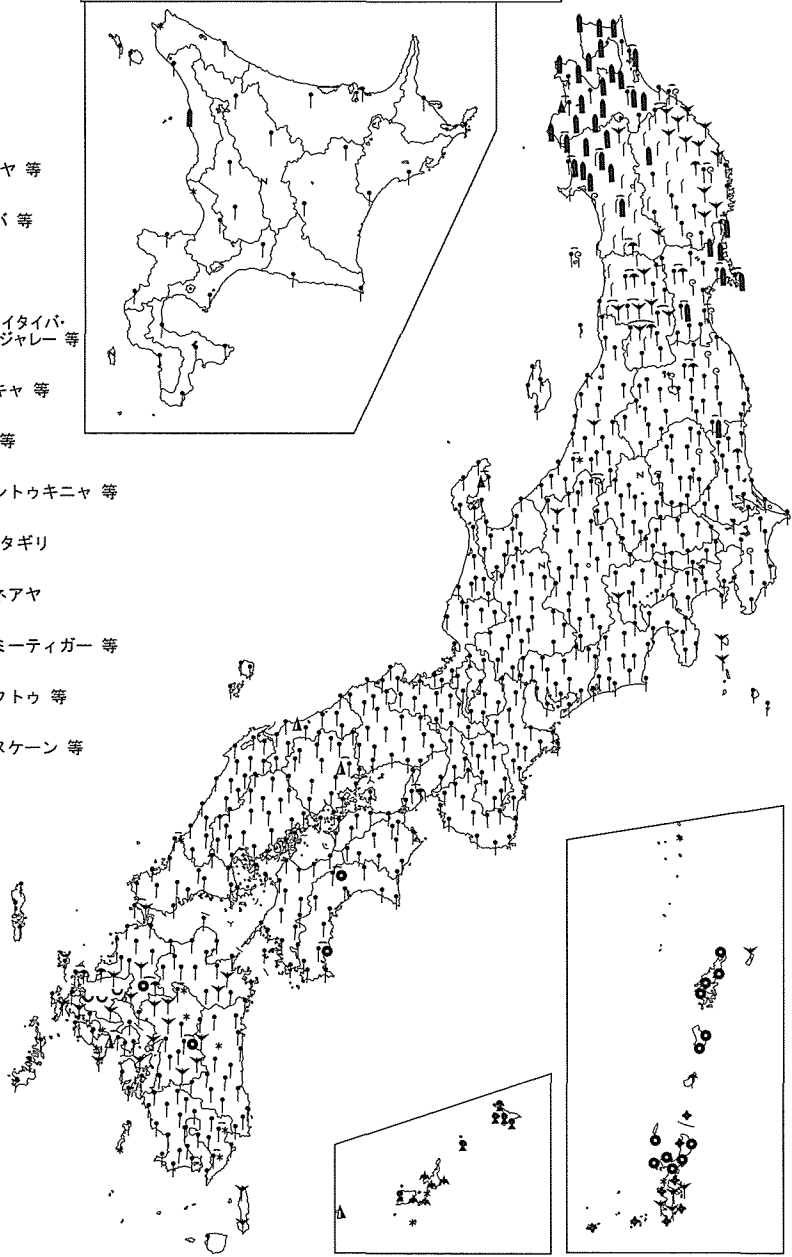 ヤ 等
バ 等
イタイバ・
ジャレー 等
キャ 等
等
ントゥキニャ 等
タギリ
ネアヤ
ミーティガー 等
フトゥ 等
スケーン 等